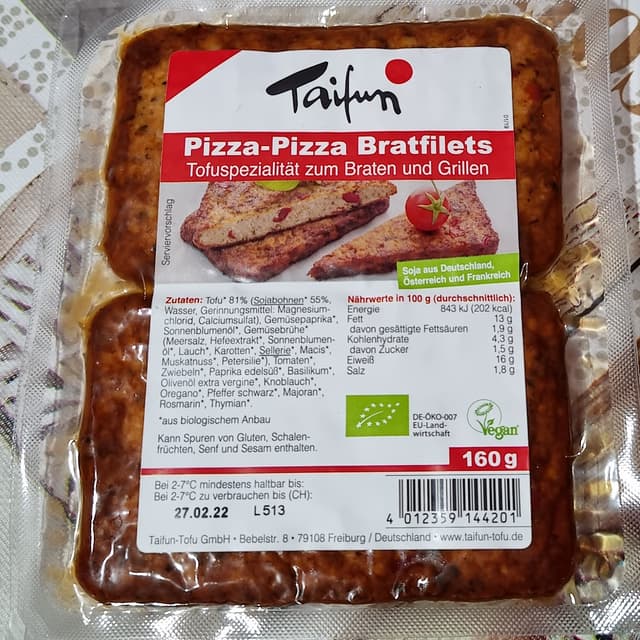 Taifun
Pizza-Pizza Bratfilets
Tofuspezialität zum Braten und Grillen
Serviervorschlag
Soja aus Deutschland,
Österreich und Frankreich
Zutaten: Tofu* 81% (Sojabohnen* 55%,
Wasser, Gerinnungsmittel: Magnesium-
chlorid, Calciumsulfat), Gemüsepaprika*,
Sonnenblumenöl*, Gemüsebrühe*
(Meersalz, Hefeextrakt*, Sonnenblumen-
öl*, Lauch*, Karotten*, Sellerie*, Macis*,
Muskatnuss*, Petersilie*), Tomaten*,
Zwiebeln*, Paprika edelsüß*, Basilikum*,
Olivenöl extra vergine*, Knoblauch*,
Oregano*, Pfeffer schwarz*, Majoran*,
Rosmarin*, Thymian*.
*aus biologischem Anbau
Kann Spuren von Gluten, Schalen-
früchten, Senf und Sesam enthalten.
Nährwerte in 100 g (durchschnittlich):
Energie 843 kJ (202 kcal)
Fett 13 g
davon gesättigte Fettsäuren 1,9 g
Kohlenhydrate 4,3 g
davon Zucker 1,5 g
Eiweiß 16 g
Salz 1,8 g
DE-ÖKO-007
EU-Land-
wirtschaft
Vegan
160 g
Bei 2-7°C mindestens haltbar bis:
Bei 2-7°C zu verbrauchen bis (CH):
27.02.22 L513
4 012359 144201
Taifun-Tofu GmbH · Bebelstr. 8 · 79108 Freiburg / Deutschland · www.taifun-tofu.de